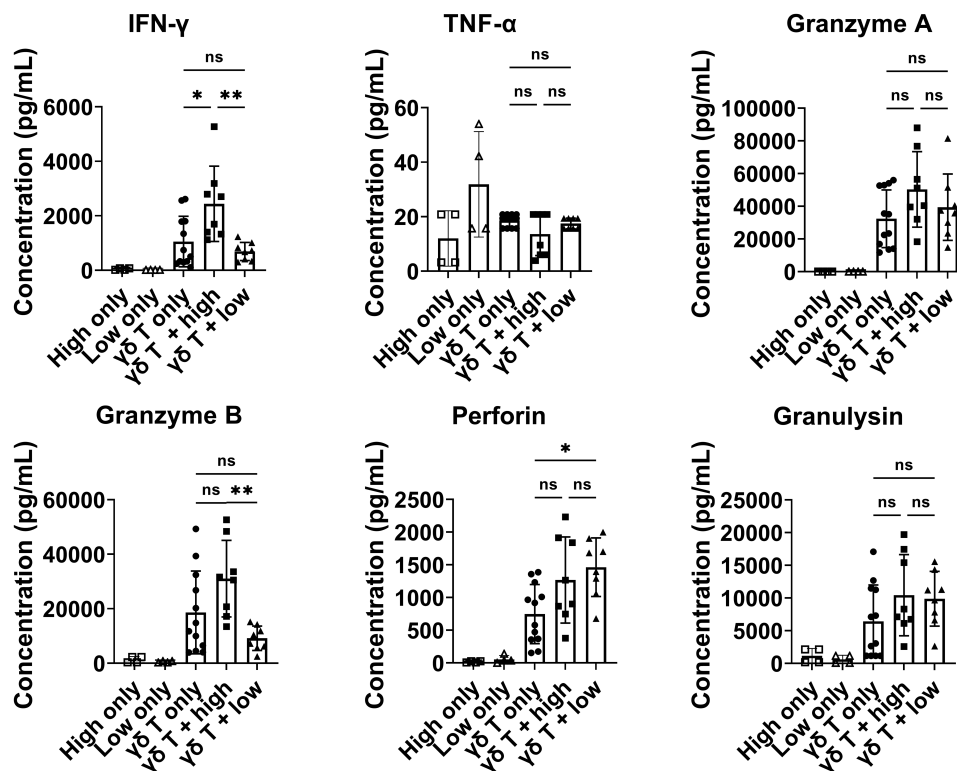 IFN-γ
Concentration (pg/mL)
6000
4000
2000
0
ns
* **
High only
Low only
γδ T only
γδ T + high
γδ T + low
TNF-α
Concentration (pg/mL)
60
40
20
0
ns
ns ns
High only
Low only
γδ T only
γδ T + high
γδ T + low
Granzyme A
Concentration (pg/mL)
100000
80000
60000
40000
20000
0
ns
ns ns
High only
Low only
γδ T only
γδ T + high
γδ T + low
Granzyme B
Concentration (pg/mL)
60000
40000
20000
0
ns
ns **
High only
Low only
γδ T only
γδ T + high
γδ T + low
Perforin
Concentration (pg/mL)
2500
2000
1500
1000
500
0
*
ns ns
High only
Low only
γδ T only
γδ T + high
γδ T + low
Granulysin
Concentration (pg/mL)
25000
20000
15000
10000
5000
0
ns
ns ns
High only
Low only
γδ T only
γδ T + high
γδ T + low